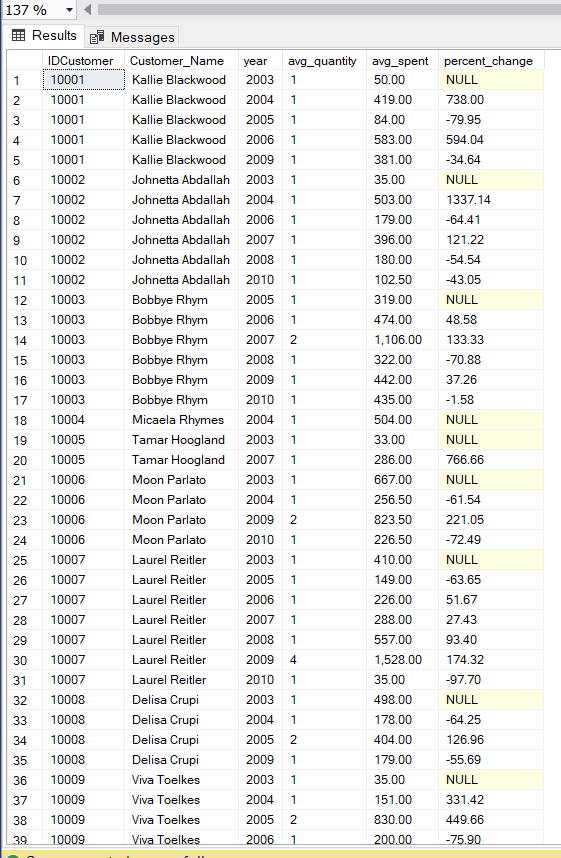 137 %
Results Messages
IDCustomer Customer_Name year avg_quantity avg_spent percent_change
1 10001 Kallie Blackwood 2003 1 50.00 NULL
2 10001 Kallie Blackwood 2004 1 419.00 738.00
3 10001 Kallie Blackwood 2005 1 84.00 -79.95
4 10001 Kallie Blackwood 2006 1 583.00 594.04
5 10001 Kallie Blackwood 2009 1 381.00 -34.64
6 10002 Johnetta Abdallah 2003 1 35.00 NULL
7 10002 Johnetta Abdallah 2004 1 503.00 1337.14
8 10002 Johnetta Abdallah 2006 1 179.00 -64.41
9 10002 Johnetta Abdallah 2007 1 396.00 121.22
10 10002 Johnetta Abdallah 2008 1 180.00 -54.54
11 10002 Johnetta Abdallah 2010 1 102.50 -43.05
12 10003 Bobbye Rhym 2005 1 319.00 NULL
13 10003 Bobbye Rhym 2006 1 474.00 48.58
14 10003 Bobbye Rhym 2007 2 1,106.00 133.33
15 10003 Bobbye Rhym 2008 1 322.00 -70.88
16 10003 Bobbye Rhym 2009 1 442.00 37.26
17 10003 Bobbye Rhym 2010 1 435.00 -1.58
18 10004 Micaela Rhymes 2004 1 504.00 NULL
19 10005 Tamar Hoogland 2003 1 33.00 NULL
20 10005 Tamar Hoogland 2007 1 286.00 766.66
21 10006 Moon Parlato 2003 1 667.00 NULL
22 10006 Moon Parlato 2004 1 256.50 -61.54
23 10006 Moon Parlato 2009 2 823.50 221.05
24 10006 Moon Parlato 2010 1 226.50 -72.49
25 10007 Laurel Reitler 2003 1 410.00 NULL
26 10007 Laurel Reitler 2005 1 149.00 -63.65
27 10007 Laurel Reitler 2006 1 226.00 51.67
28 10007 Laurel Reitler 2007 1 288.00 27.43
29 10007 Laurel Reitler 2008 1 557.00 93.40
30 10007 Laurel Reitler 2009 4 1,528.00 174.32
31 10007 Laurel Reitler 2010 1 35.00 -97.70
32 10008 Delisa Crupi 2003 1 498.00 NULL
33 10008 Delisa Crupi 2004 1 178.00 -64.25
34 10008 Delisa Crupi 2005 2 404.00 126.96
35 10008 Delisa Crupi 2009 1 179.00 -55.69
36 10009 Viva Toelkes 2003 1 35.00 NULL
37 10009 Viva Toelkes 2004 1 151.00 331.42
38 10009 Viva Toelkes 2005 2 830.00 449.66
39 10009 Viva Toelkes 2006 1 200.00 -75.90